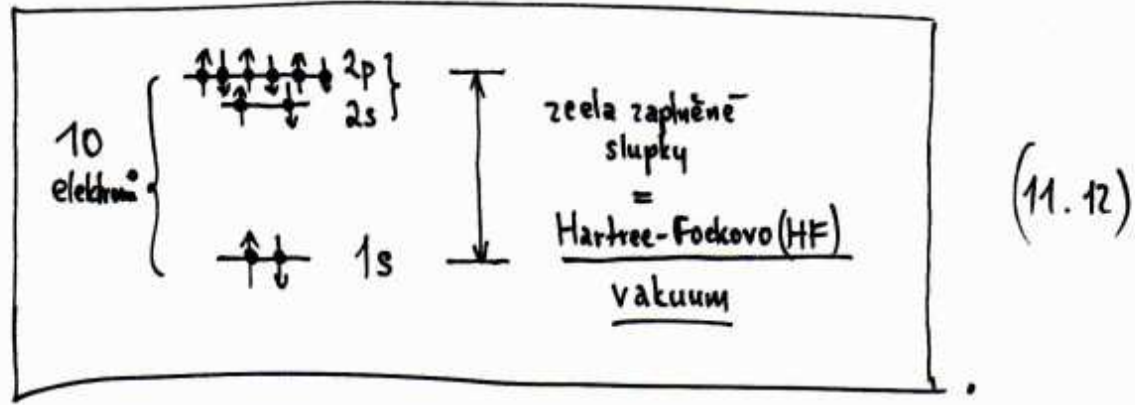 2p
2s
10
elektronů
1s
zcela zaplněné
slupky
=
Hartree-Fockovo (HF)
vakuum
(11.12)